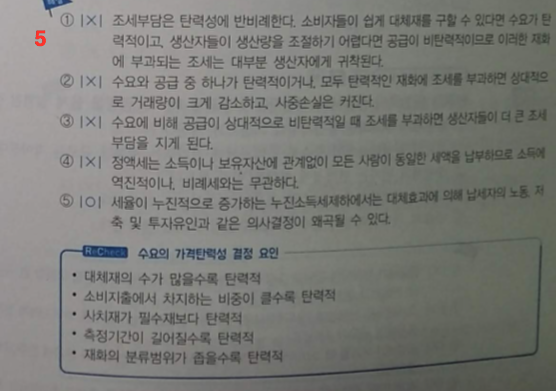 5
① |×| 조세부담은 탄력성에 반비례한다. 소비자들이 쉽게 대체재를 구할 수 있다면 수요가 탄
력적이고, 생산자들이 생산량을 조절하기 어렵다면 공급이 비탄력적이므로 이러한 재화
에 부과되는 조세는 대부분 생산자에게 귀착된다.
② |×| 수요와 공급 중 하나가 탄력적이거나, 모두 탄력적인 재화에 조세를 부과하면 상대적으
로 거래량이 크게 감소하고, 사중손실은 커진다.
③ |×| 수요에 비해 공급이 상대적으로 비탄력적일 때 조세를 부과하면 생산자들이 더 큰 조세
부담을 지게 된다.
④ |×| 정액세는 소득이나 보유자산에 관계없이 모든 사람이 동일한 세액을 납부하므로 소득에
역진적이나, 비례세와는 무관하다.
⑤ |○| 세율이 누진적으로 증가하는 누진소득세제하에서는 대체효과에 의해 납세자의 노동, 저
축 및 투자유인과 같은 의사결정이 왜곡될 수 있다.
ReCheck 수요의 가격탄력성 결정 요인
• 대체재의 수가 많을수록 탄력적
• 소비지출에서 차지하는 비중이 클수록 탄력적
• 사치재가 필수재보다 탄력적
• 측정기간이 길어질수록 탄력적
• 재화의 분류범위가 좁을수록 탄력적